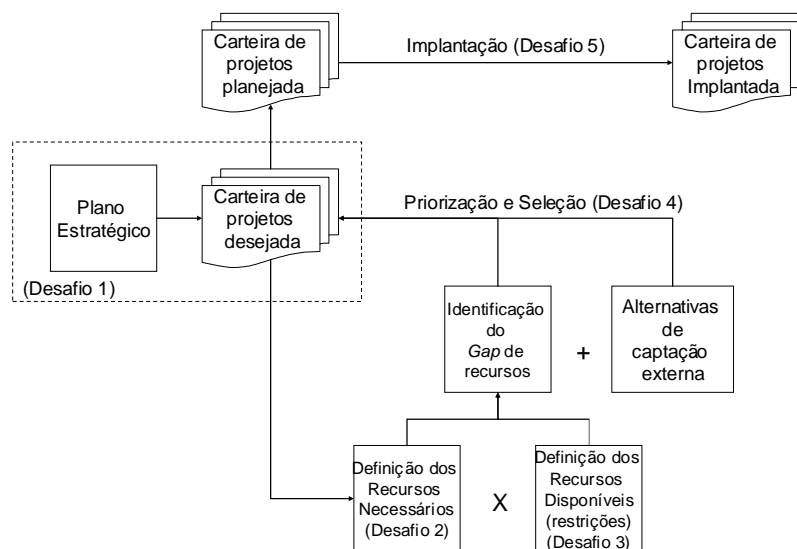 Carteira de
projetos
planejada
Implantação (Desafio 5)
Carteira de
projetos
Implantada
Plano
Estratégico
Carteira de
projetos
desejada
(Desafio 1)
Priorização e Seleção (Desafio 4)
Identificação
do
Gap de
recursos
+
Alternativas
de
captação
externa
Definição dos
Recursos
Necessários
(Desafio 2)
X
Definição dos
Recursos
Disponíveis
(restrições)
(Desafio 3)